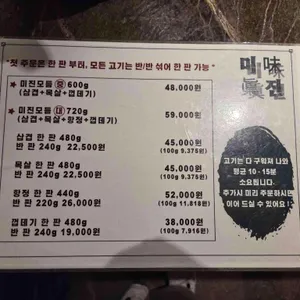 "첫 주문은 한 판 부터, 모든 고기는 반/반 섞어 한 판 가능"
미진모듬 600g 48,000원
(삼겹+목살+껍데기)
미진모듬 大 720g 59,000원
(삼겹+목살+항정+껍데기)
삼겹 한 판 480g 45,000원
반 판 240g 22,500원 (100g 9,375원)
목살 한 판 480g 45,000원
반 판 240g 22,500원 (100g 9,375원)
항정 한 판 440g 52,000원
반 판 220g 26,000원 (100g 11,818원)
껍데기 한 판 480g 38,000원
반 판 240g 19,000원 (100g 7,916원)
미味
眞진
고기는 다 구워져 나와
평균 10 - 15분
소요됩니다
추가시 미리 주문하시면
이어 드실 수 있어요!